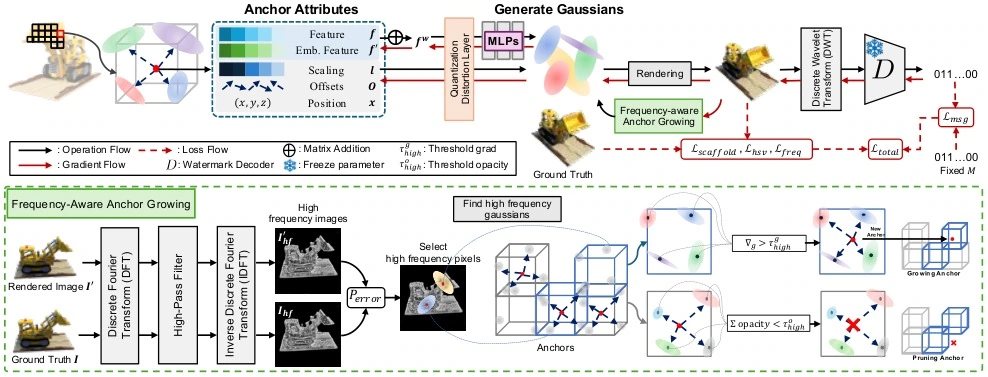 Anchor Attributes
Generate Gaussians
Feature f
Emb. Feature f′
Scaling l
Offsets O
(x, y, z) Position x
f^w
Quantization Distortion Layer
MLPs
Rendering
Frequency-aware Anchor Growing
Ground Truth
Discrete Wavelet Transform (DWT)
D
011...00
L_msg
L_scaffold , L_hsv , L_freq
L_total
011...00
Fixed M
: Operation Flow
: Loss Flow
: Matrix Addition
τ^g_high : Threshold grad
: Gradient Flow
D : Watermark Decoder
: Freeze parameter
τ^o_high : Threshold opacity
Frequency-Aware Anchor Growing
Rendered Image I′
Ground Truth I
Discrete Fourier Transform (DFT)
High-Pass Filter
Inverse Discrete Fourier Transform (IDFT)
High frequency images
I′_hf
I_hf
P_error
Select high frequency pixels
Find high frequency gaussians
Anchors
∇_g > τ^g_high
New Anchor
Growing Anchor
Σ opacity < τ^o_high
Pruning Anchor